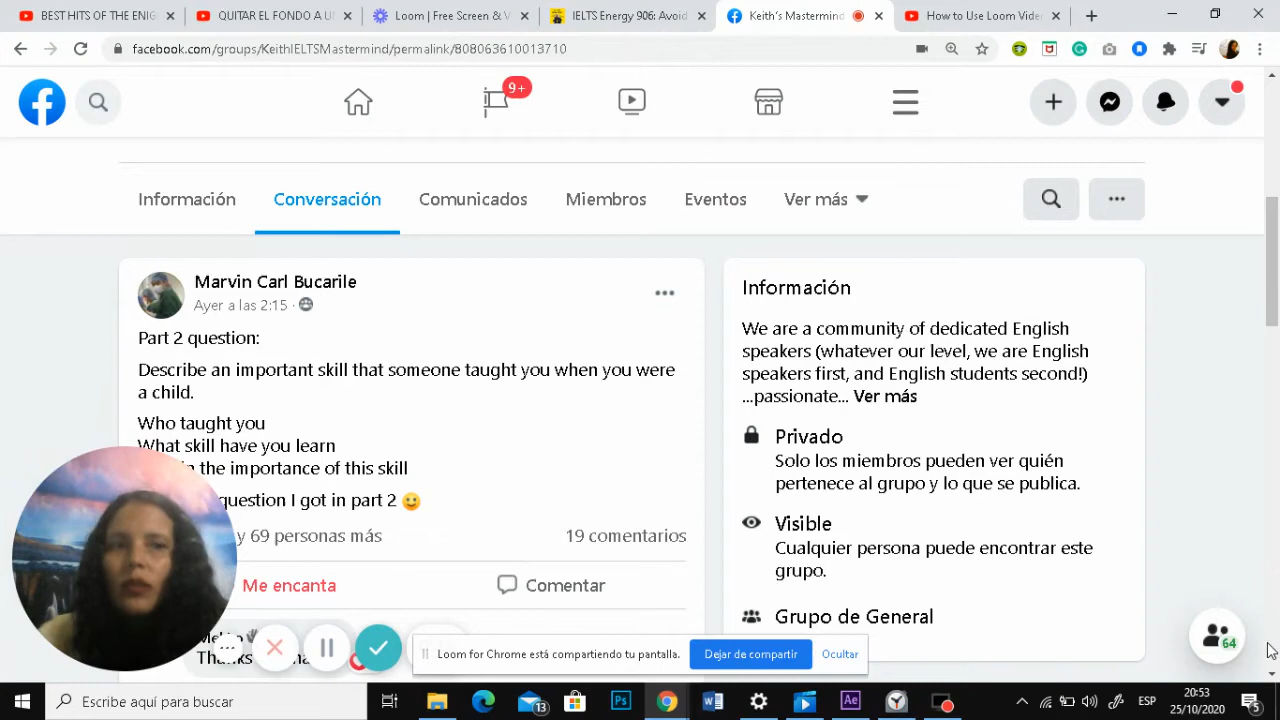 BEST HITS OF THE ENIG
QUITAR EL FONDO A U
Loom | Free Screen & V
IELTS Energy 906: Avoid
Keith's Mastermind
How to Use Loom Video
facebook.com/groups/KeithIELTSMastermind/permalink/808063610013710
9+
Información
Conversación
Comunicados
Miembros
Eventos
Ver más
Marvin Carl Bucarile
Ayer a las 2:15 ·
Part 2 question:
Describe an important skill that someone taught you when you were
a child.
Who taught you
What skill have you learn
in the importance of this skill
question I got in part 2
y 69 personas más
19 comentarios
Me encanta
Comentar
Información
We are a community of dedicated English
speakers (whatever our level, we are English
speakers first, and English students second!)
...passionate... Ver más
Privado
Solo los miembros pueden ver quién
pertenece al grupo y lo que se publica.
Visible
Cualquier persona puede encontrar este
grupo.
Grupo de General
64
Loom for Chrome está compartiendo tu pantalla.
Dejar de compartir
Ocultar
Escribe aquí para buscar
13
Ps
Ae
ESP
20:53
25/10/2020
5